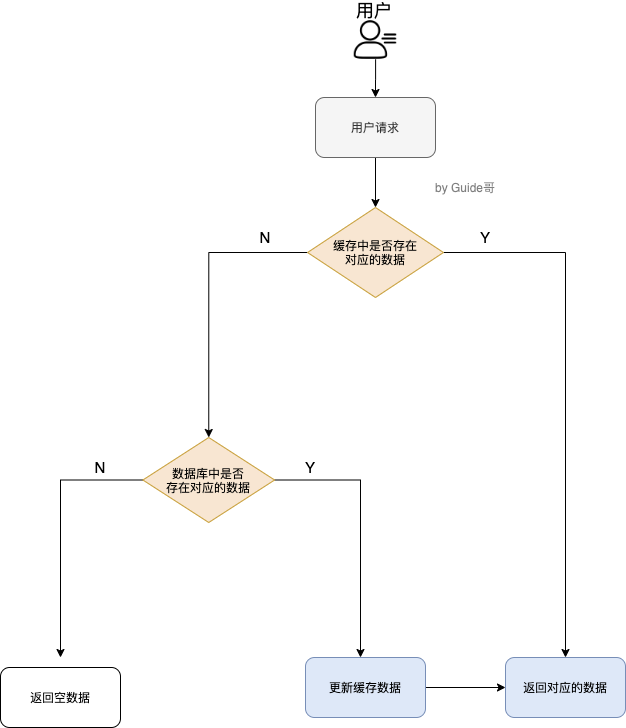 用户
用户请求
by Guide哥
缓存中是否存在
对应的数据
N
Y
数据库中是否
存在对应的数据
N
Y
返回空数据
更新缓存数据
返回对应的数据